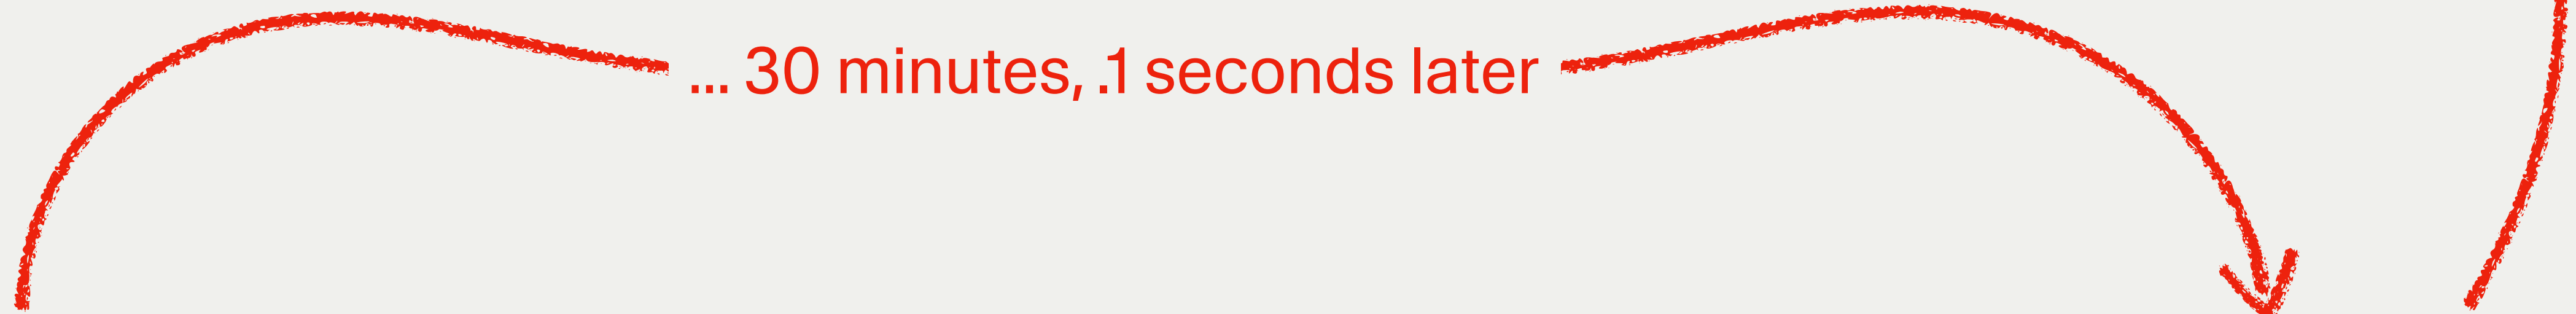 ... 30 minutes, .1 seconds later